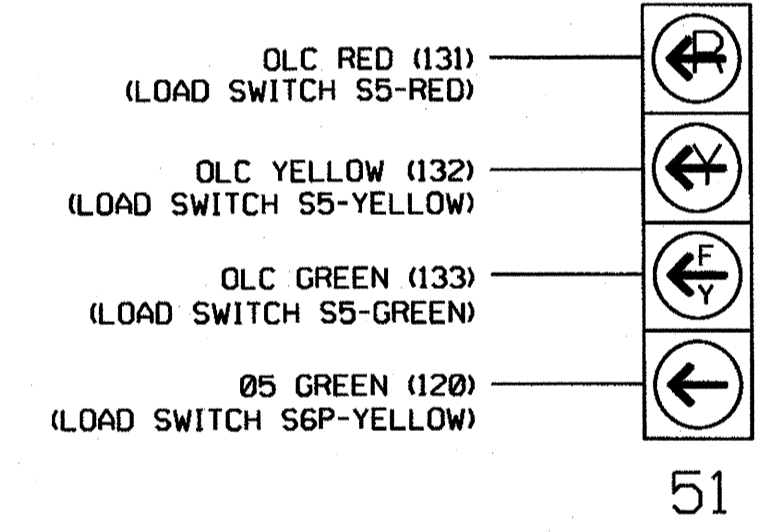 OLC RED (131)
(LOAD SWITCH S5-RED)
R
OLC YELLOW (132)
(LOAD SWITCH S5-YELLOW)
Y
OLC GREEN (133)
(LOAD SWITCH S5-GREEN)
F
Y
Ø5 GREEN (12Ø)
(LOAD SWITCH S6P-YELLOW)
51